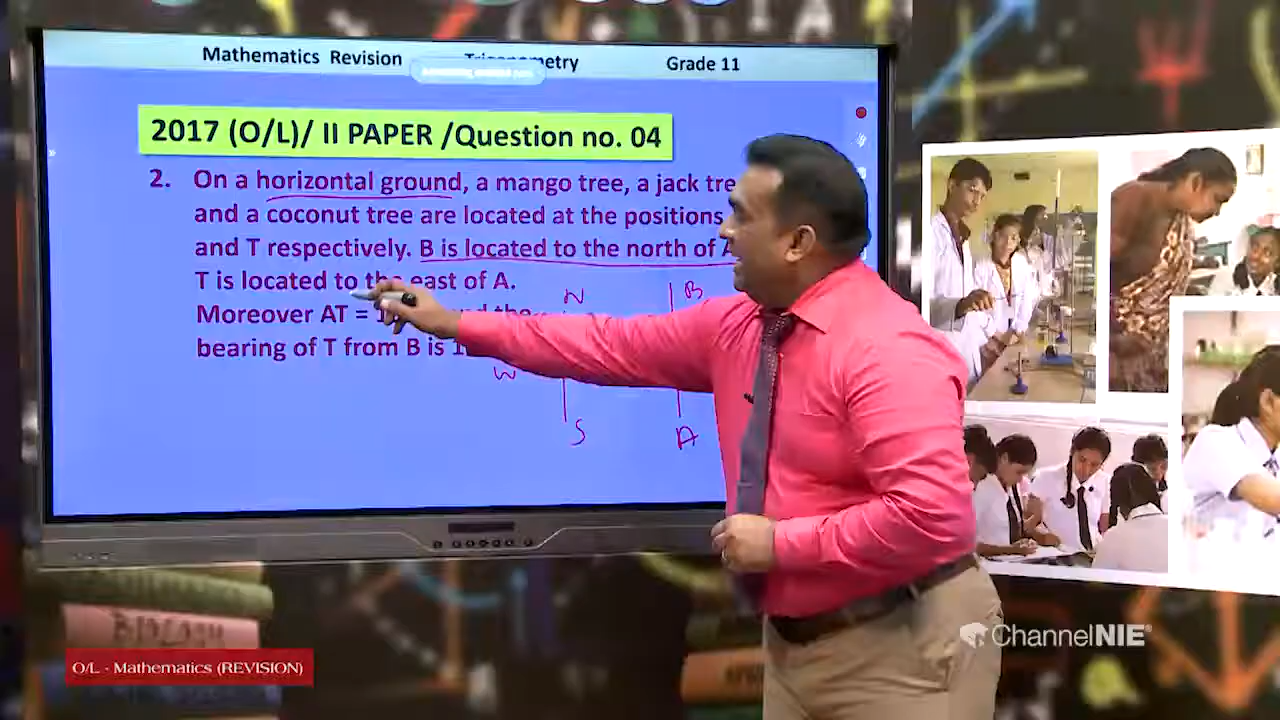 Mathematics Revision
Grade 11
2017 (O/L)/ II PAPER /Question no. 04
2. On a horizontal ground, a mango tree, a jack
and a coconut tree are located at the positions
and T respectively. B is located to the north of A
T is located to the east of A.
Moreover AT =
bearing of T from B is
N
B
W
S
A
BIOLOGY
O/L - Mathematics (REVISION)
ChannelNIE